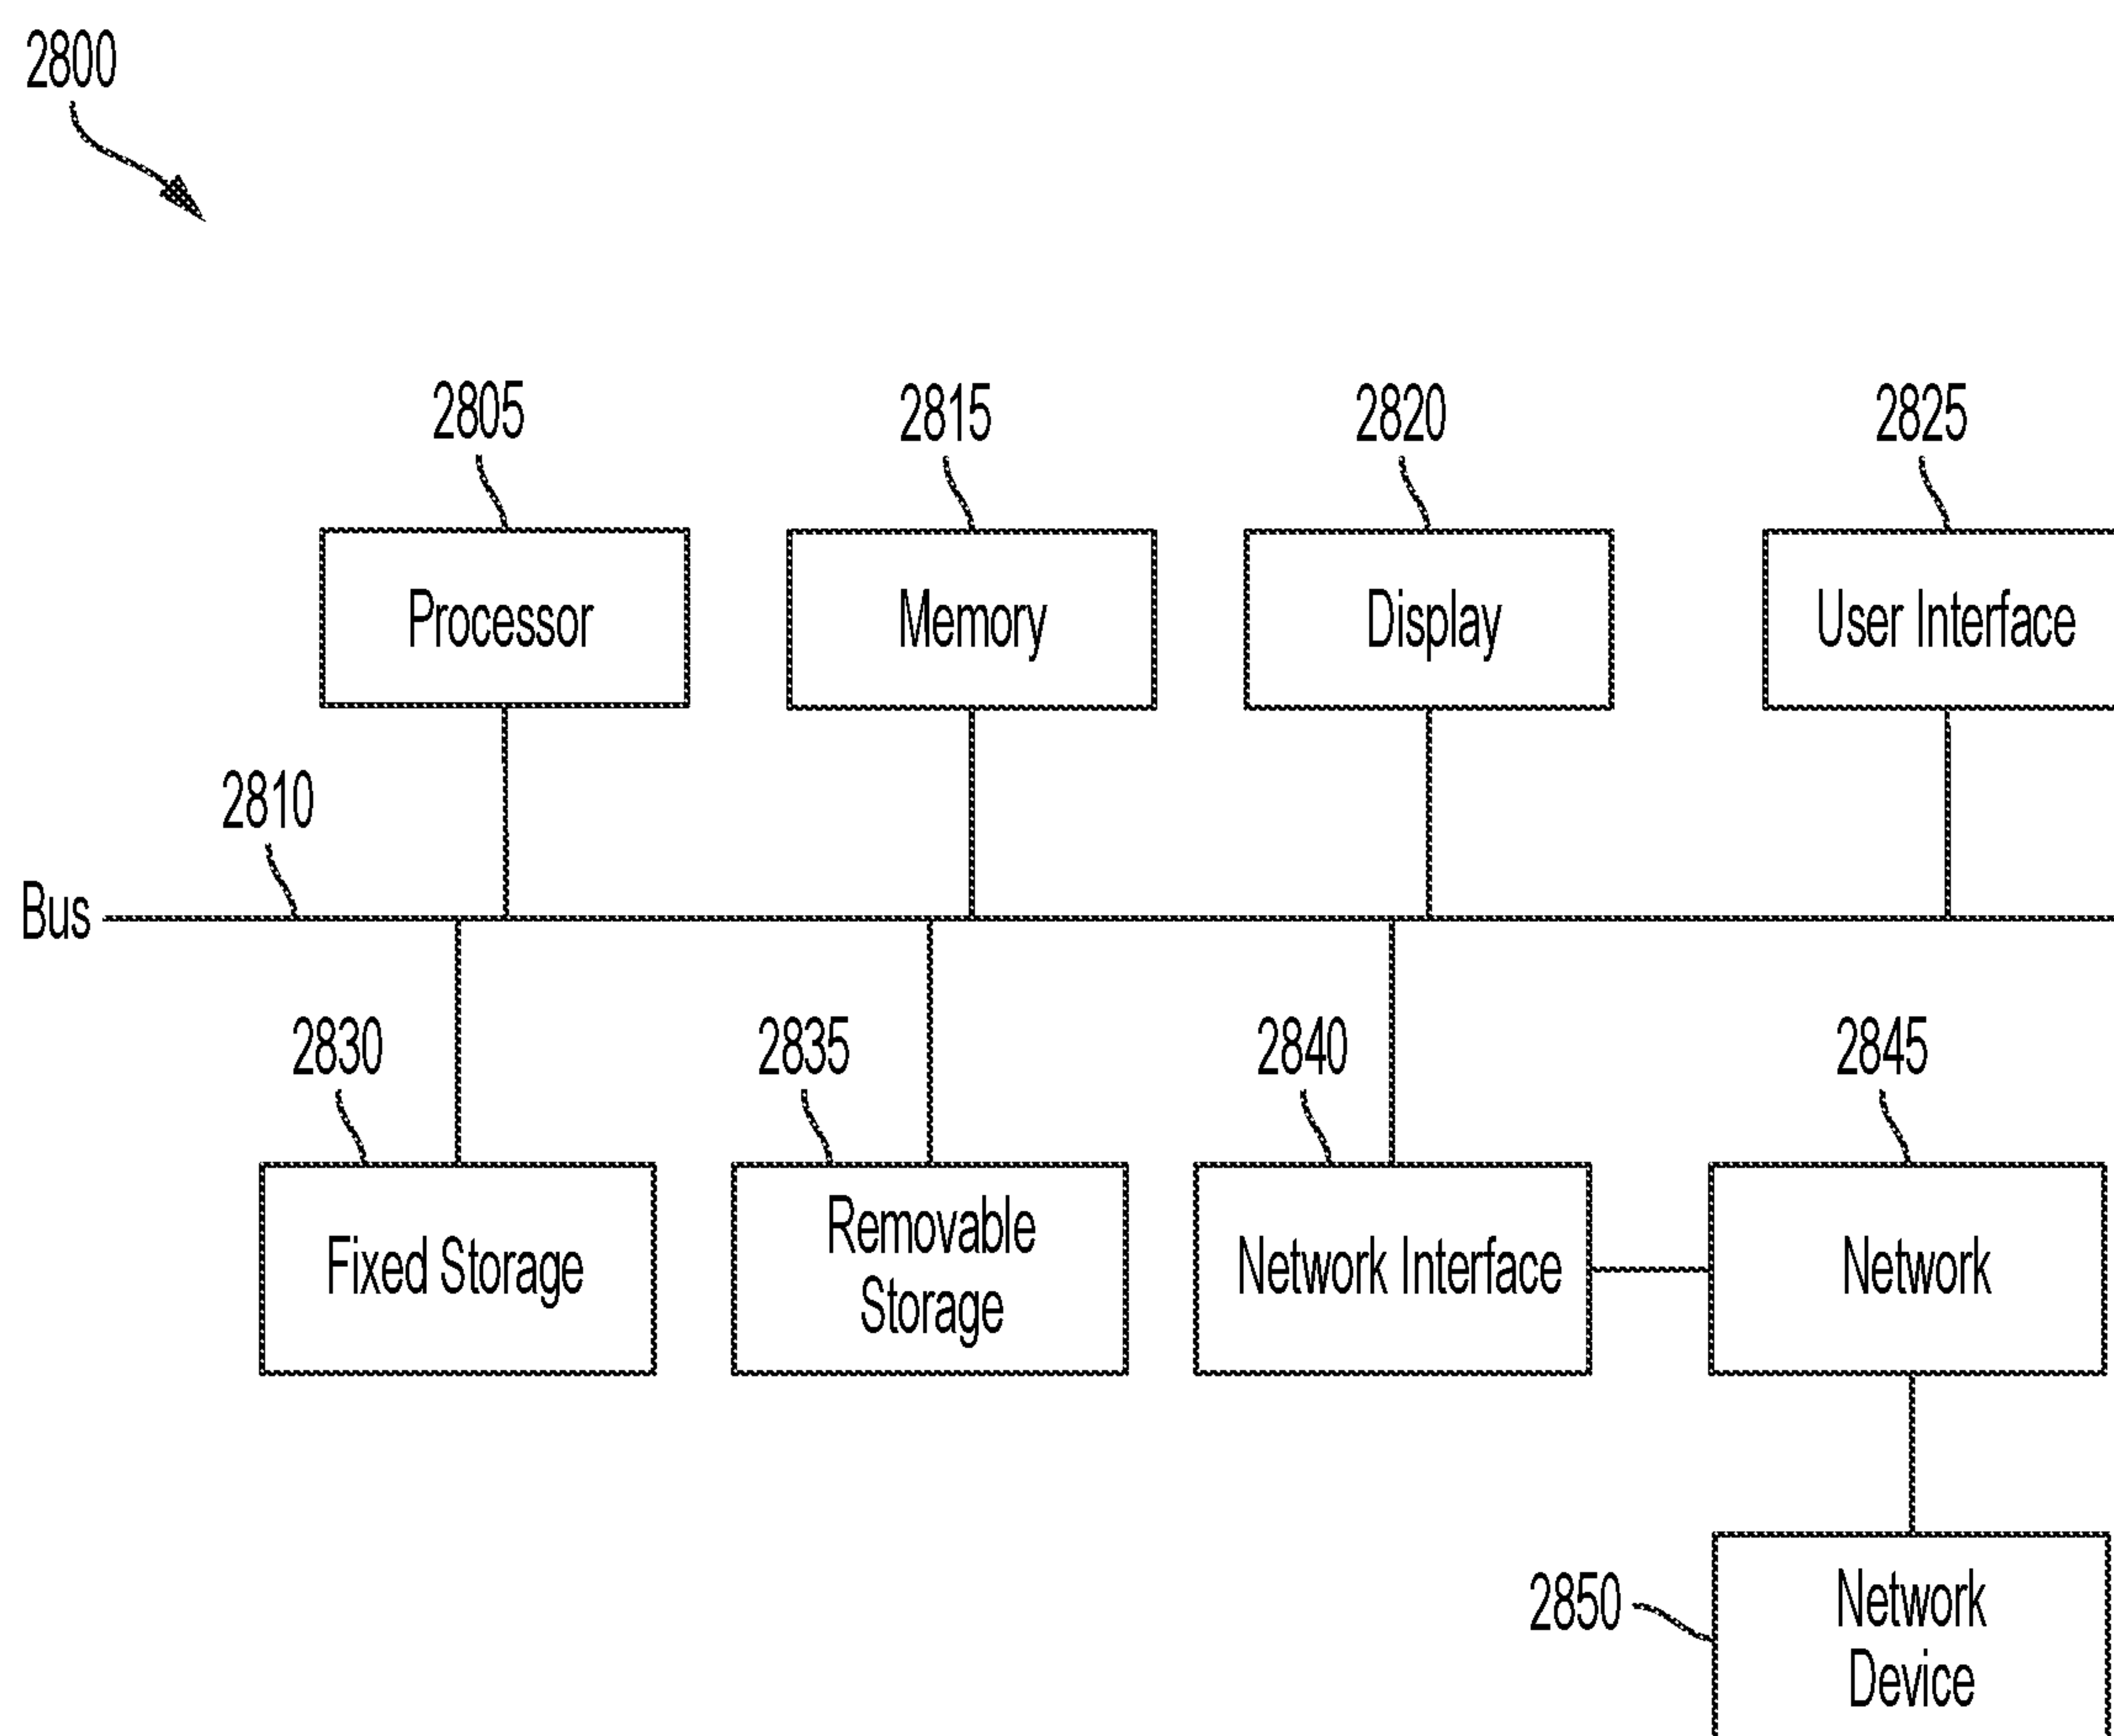 2800
2805
2815
2820
2825
Processor
Memory
Display
User Interface
2810
Bus
2830
2835
2840
2845
Fixed Storage
Removable
Storage
Network Interface
Network
2850
Network
Device